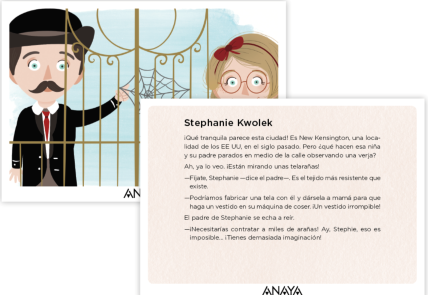 AN
Stephanie Kwolek
¡Qué tranquila parece esta ciudad! Es New Kensington, una loca-
lidad de los EE UU, en el siglo pasado. Pero ¿qué hacen esa niña
y su padre parados en medio de la calle observando una verja?
Ah, ya lo veo. ¡Están mirando unas telarañas!
—Fíjate, Stephanie —dice el padre—. Es el tejido más resistente que
existe.
—Podríamos fabricar una tela con él y dársela a mamá para que
haga un vestido en su máquina de coser. ¡Un vestido irrompible!
El padre de Stephanie se echa a reír.
—¡Necesitarías contratar a miles de arañas! Ay, Stephie, eso es
imposible... ¡Tienes demasiada imaginación!
ANAYA